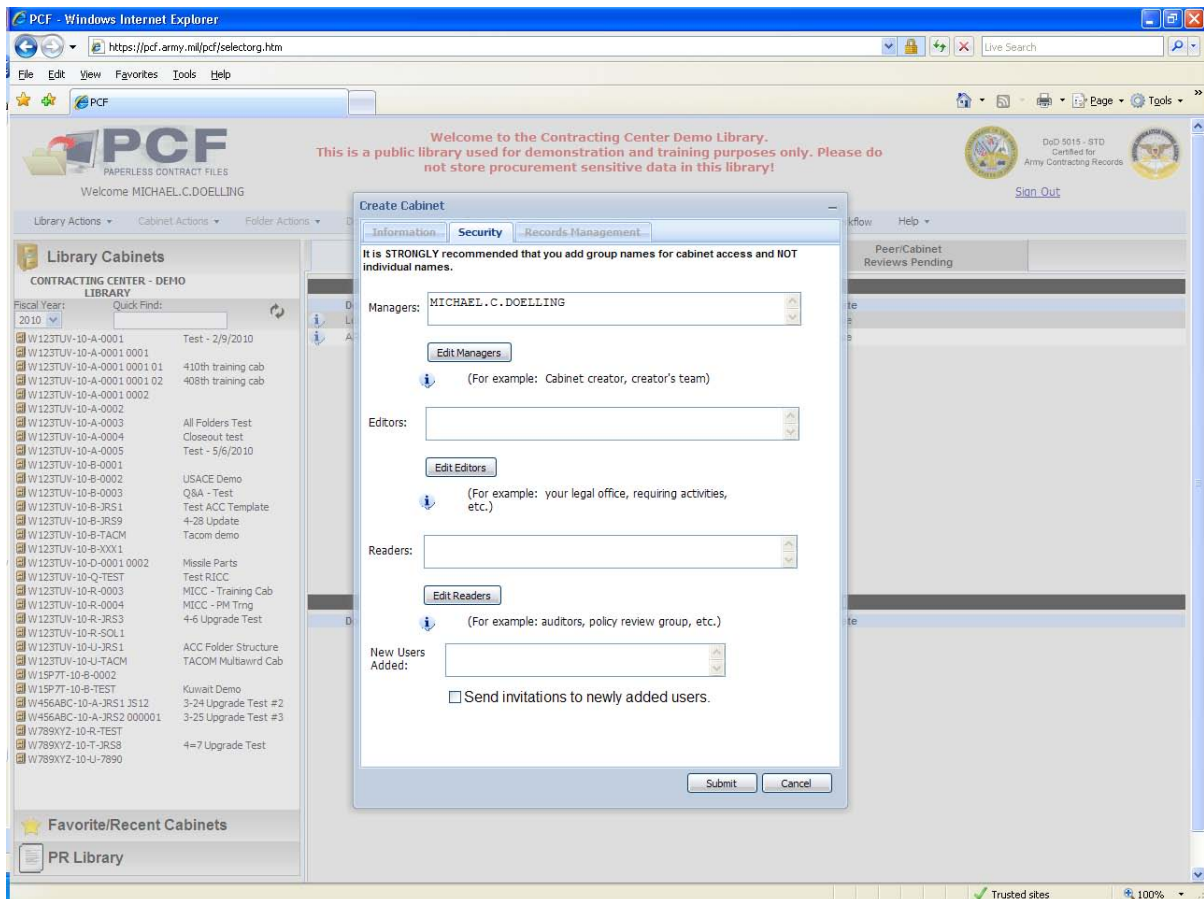 PCF - Windows Internet Explorer
https://pcf.army.mil/pcf/selectorg.htm
Live Search
File Edit View Favorites Tools Help
PCF
Page Tools
PCF
PAPERLESS CONTRACT FILES
Welcome MICHAEL.C.DOELLING
Welcome to the Contracting Center Demo Library.
This is a public library used for demonstration and training purposes only. Please do
not store procurement sensitive data in this library!
DoD 5015 - STD
Certified for
Army Contracting Records
Sign Out
Library Actions Cabinet Actions Folder Actions
Help
Library Cabinets
CONTRACTING CENTER - DEMO
LIBRARY
Fiscal Year: Quick Find:
2010
W123TUV-10-A-0001 Test - 2/9/2010
W123TUV-10-A-0001 0001
W123TUV-10-A-0001 0001 01 410th training cab
W123TUV-10-A-0001 0001 02 408th training cab
W123TUV-10-A-0001 0002
W123TUV-10-A-0002
W123TUV-10-A-0003 All Folders Test
W123TUV-10-A-0004 Closeout test
W123TUV-10-A-0005 Test - 5/6/2010
W123TUV-10-B-0001
W123TUV-10-B-0002 USACE Demo
W123TUV-10-B-0003 Q&A - Test
W123TUV-10-B-JRS1 Test ACC Template
W123TUV-10-B-JRS9 4-28 Update
W123TUV-10-B-TACM Tacom demo
W123TUV-10-B-XXX1
W123TUV-10-D-0001 0002 Missile Parts
W123TUV-10-Q-TEST Test RICC
W123TUV-10-R-0003 MICC - Training Cab
W123TUV-10-R-0004 MICC - PM Trng
W123TUV-10-R-JRS3 4-6 Upgrade Test
W123TUV-10-R-SOL1
W123TUV-10-U-JRS1 ACC Folder Structure
W123TUV-10-U-TACM TACOM Multiawrd Cab
W15P7T-10-B-0002
W15P7T-10-B-TEST Kuwait Demo
W456ABC-10-A-JRS1 JS12 3-24 Upgrade Test #2
W456ABC-10-A-JRS2 000001 3-25 Upgrade Test #3
W789XYZ-10-R-TEST
W789XYZ-10-T-JRS8 4=7 Upgrade Test
W789XYZ-10-U-7890
Favorite/Recent Cabinets
PR Library
Create Cabinet
Information Security Records Management
It is STRONGLY recommended that you add group names for cabinet access and NOT
individual names.
Managers: MICHAEL.C.DOELLING
Edit Managers
(For example: Cabinet creator, creator's team)
Editors:
Edit Editors
(For example: your legal office, requiring activities,
etc.)
Readers:
Edit Readers
(For example: auditors, policy review group, etc.)
New Users
Added:
Send invitations to newly added users.
Submit Cancel
Peer/Cabinet
Reviews Pending
Trusted sites 100%